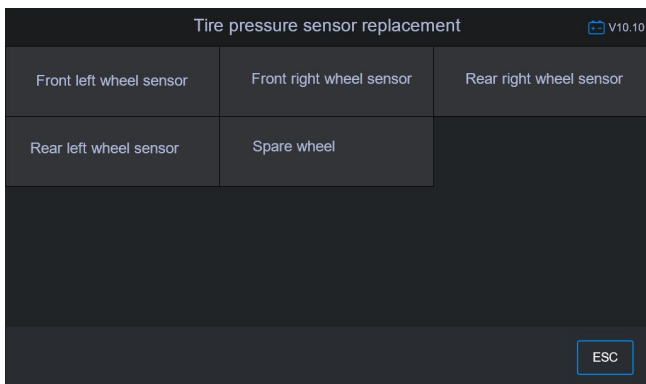 Tire pressure sensor replacement
V10.10
Front left wheel sensor
Front right wheel sensor
Rear right wheel sensor
Rear left wheel sensor
Spare wheel
ESC